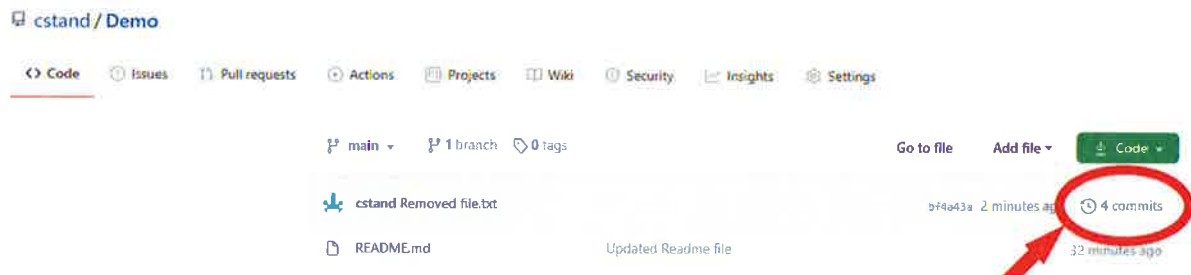 cstand / Demo
<> Code Issues Pull requests Actions Projects Wiki Security Insights Settings
main 1 branch 0 tags Go to file Add file Code
cstand Removed file.txt bf4a43a 2 minutes ago 4 commits
README.md Updated Readme file 32 minutes ago